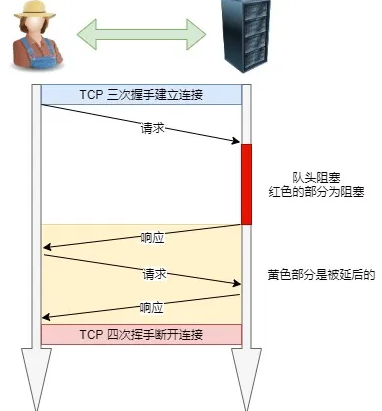 TCP 三次握手建立连接
请求
队头阻塞
红色的部分为阻塞
响应
请求
黄色部分是被延后的
响应
TCP 四次挥手断开连接